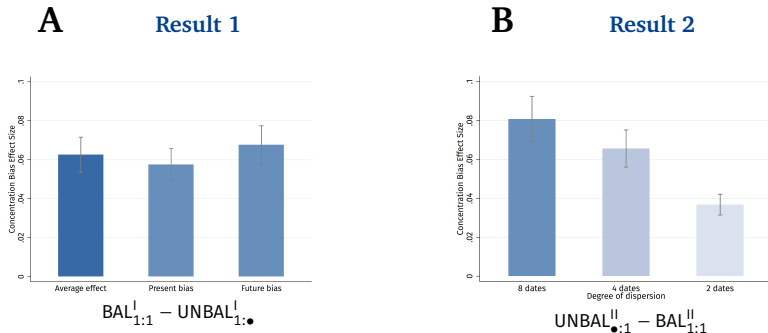 A
Result 1
Concentration Bias Effect Size
.1
.08
.06
.04
.02
0
Average effect
Present bias
Future bias
BAL^I_{1:1} – UNBAL^I_{1:•}
B
Result 2
Concentration Bias Effect Size
.1
.08
.06
.04
.02
0
8 dates
4 dates
2 dates
Degree of dispersion
UNBAL^{II}_{•:1} – BAL^{II}_{1:1}